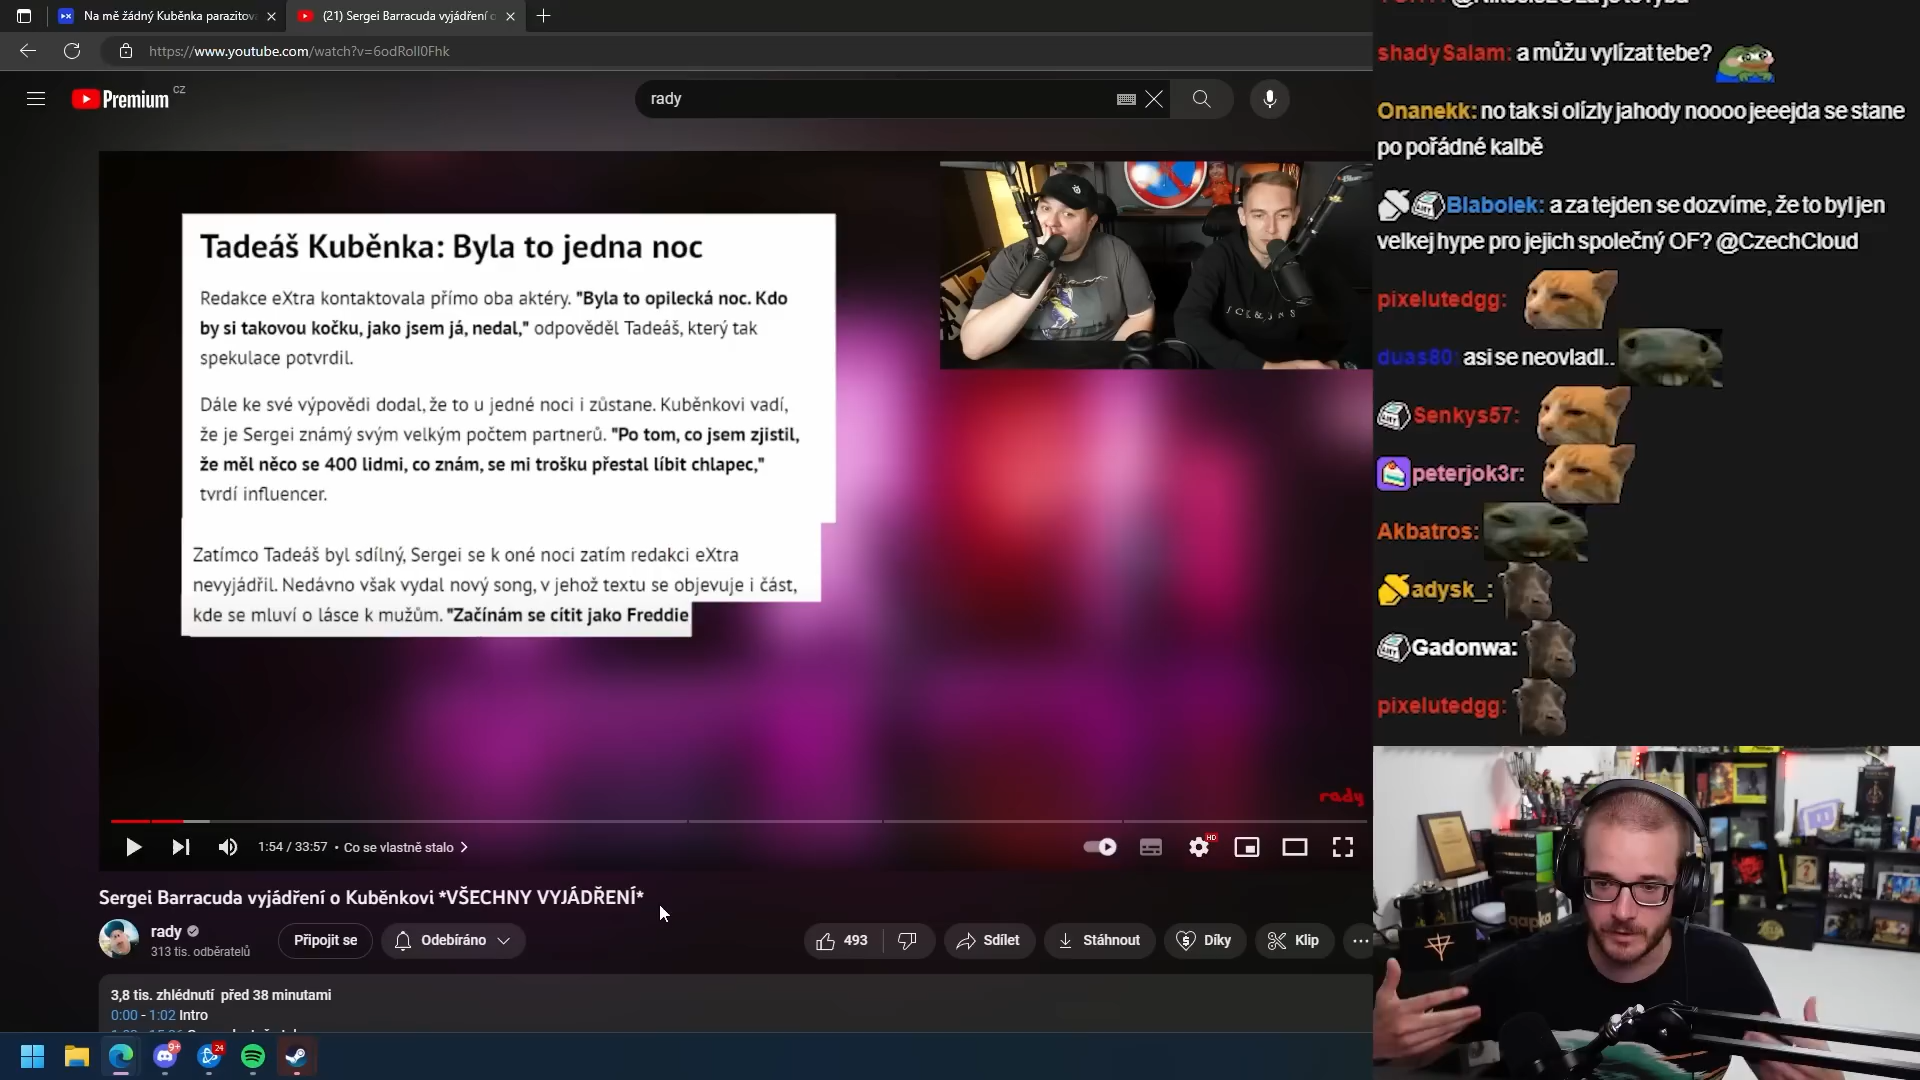 Na mě žádný Kuběnka parazitova
(21) Sergei Barracuda vyjádření o
https://www.youtube.com/watch?v=6odRoll0Fhk
Premium CZ
rady
Tadeáš Kuběnka: Byla to jedna noc
Redakce eXtra kontaktovala přímo oba aktéry. "Byla to opilecká noc. Kdo
by si takovou kočku, jako jsem já, nedal," odpověděl Tadeáš, který tak
spekulace potvrdil.
Dále ke své výpovědi dodal, že to u jedné noci i zůstane. Kuběnkovi vadí,
že je Sergei známý svým velkým počtem partnerů. "Po tom, co jsem zjistil,
že měl něco se 400 lidmi, co znám, se mi trošku přestal líbit chlapec,"
tvrdí influencer.
Zatímco Tadeáš byl sdílný, Sergei se k oné noci zatím redakci eXtra
nevyjádřil. Nedávno však vydal nový song, v jehož textu se objevuje i část,
kde se mluví o lásce k mužům. "Začínám se cítit jako Freddie
JACK&JONES
rady
1:54 / 33:57 • Co se vlastně stalo
HD
Sergei Barracuda vyjádření o Kuběnkovi *VŠECHNY VYJÁDŘENÍ*
rady
313 tis. odběratelů
Připojit se
Odebíráno
493
Sdílet
Stáhnout
Díky
Klip
3,8 tis. zhlédnutí před 38 minutami
0:00 - 1:02 Intro
9+
24
shadySalam: a můžu vylízat tebe?
Onanekk: no tak si olízly jahody noooo jeeejda se stane
po pořádné kalbě
Blabolek: a za tejden se dozvíme, že to byl jen
velkej hype pro jejich společný OF? @CzechCloud
pixelutedgg:
duas80: asi se neovladl..
Senkys57:
peterjok3r:
Akbatros:
adysk_:
Gadonwa:
pixelutedgg: